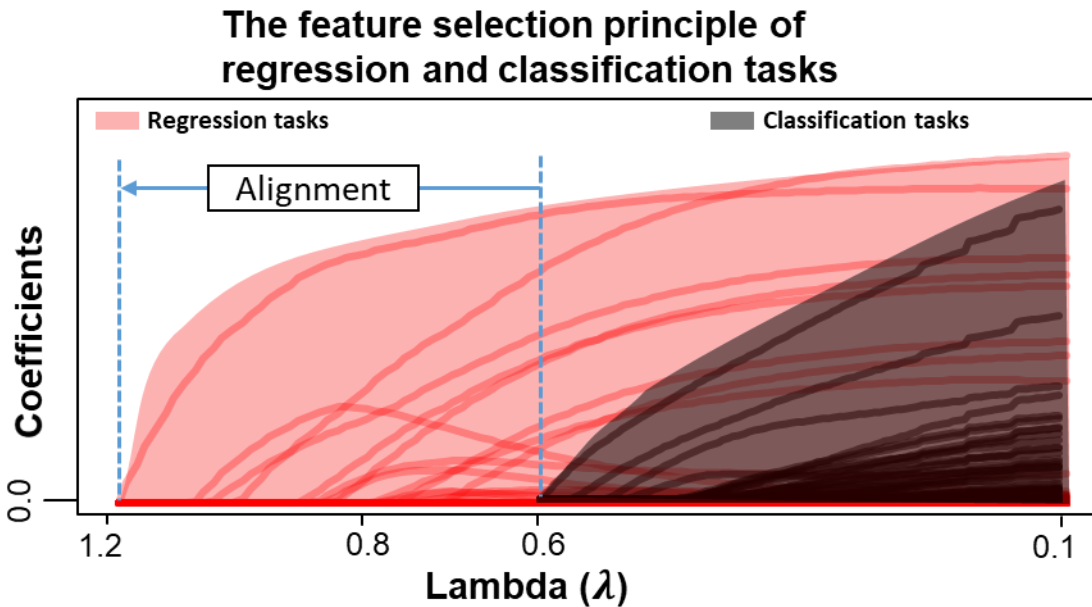 The feature selection principle of
regression and classification tasks
Regression tasks
Classification tasks
Alignment
Coefficients
0.0
1.2
0.8
0.6
0.1
Lambda (λ)